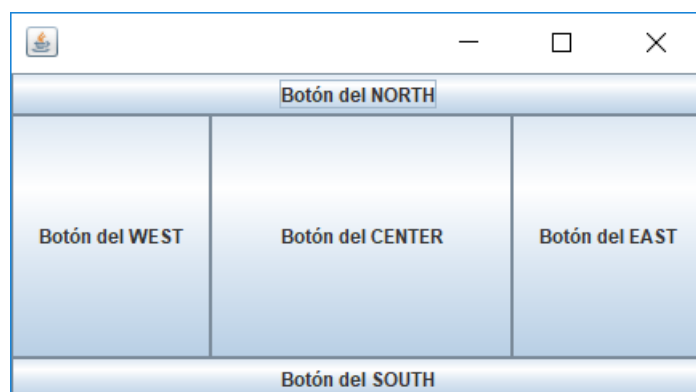 Botón del NORTH
Botón del WEST
Botón del CENTER
Botón del EAST
Botón del SOUTH